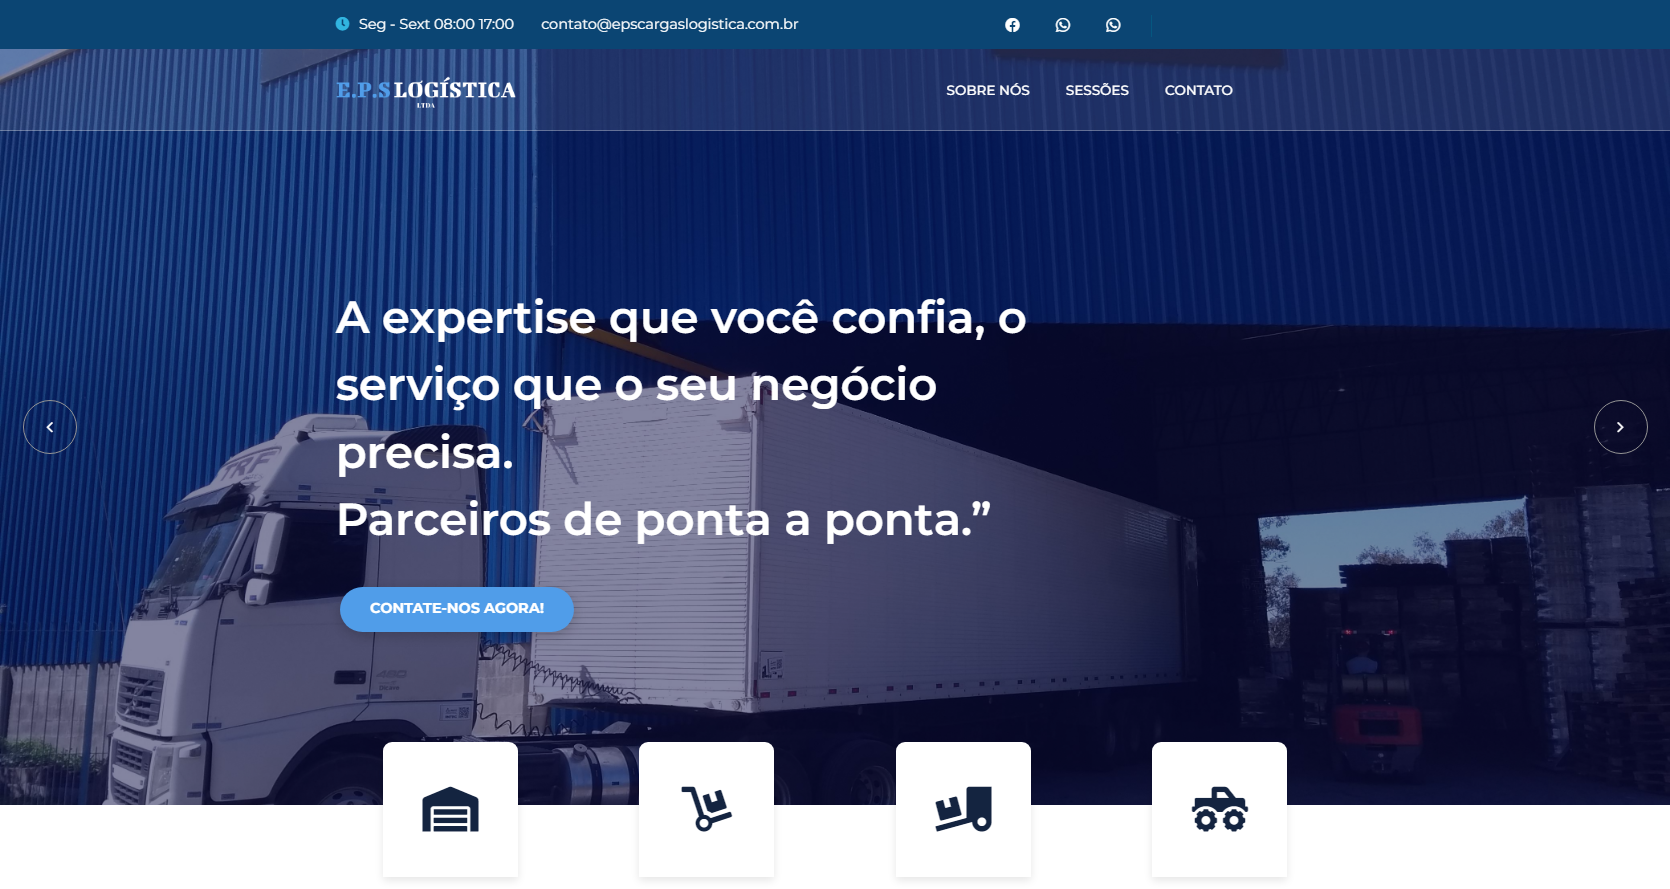 Seg - Sext 08:00 17:00 contato@epscargaslogistica.com.br
E.P.S LOGÍSTICA
LTDA
SOBRE NÓS SESSÕES CONTATO
A expertise que você confia, o
serviço que o seu negócio
precisa.
Parceiros de ponta a ponta.”
CONTATE-NOS AGORA!